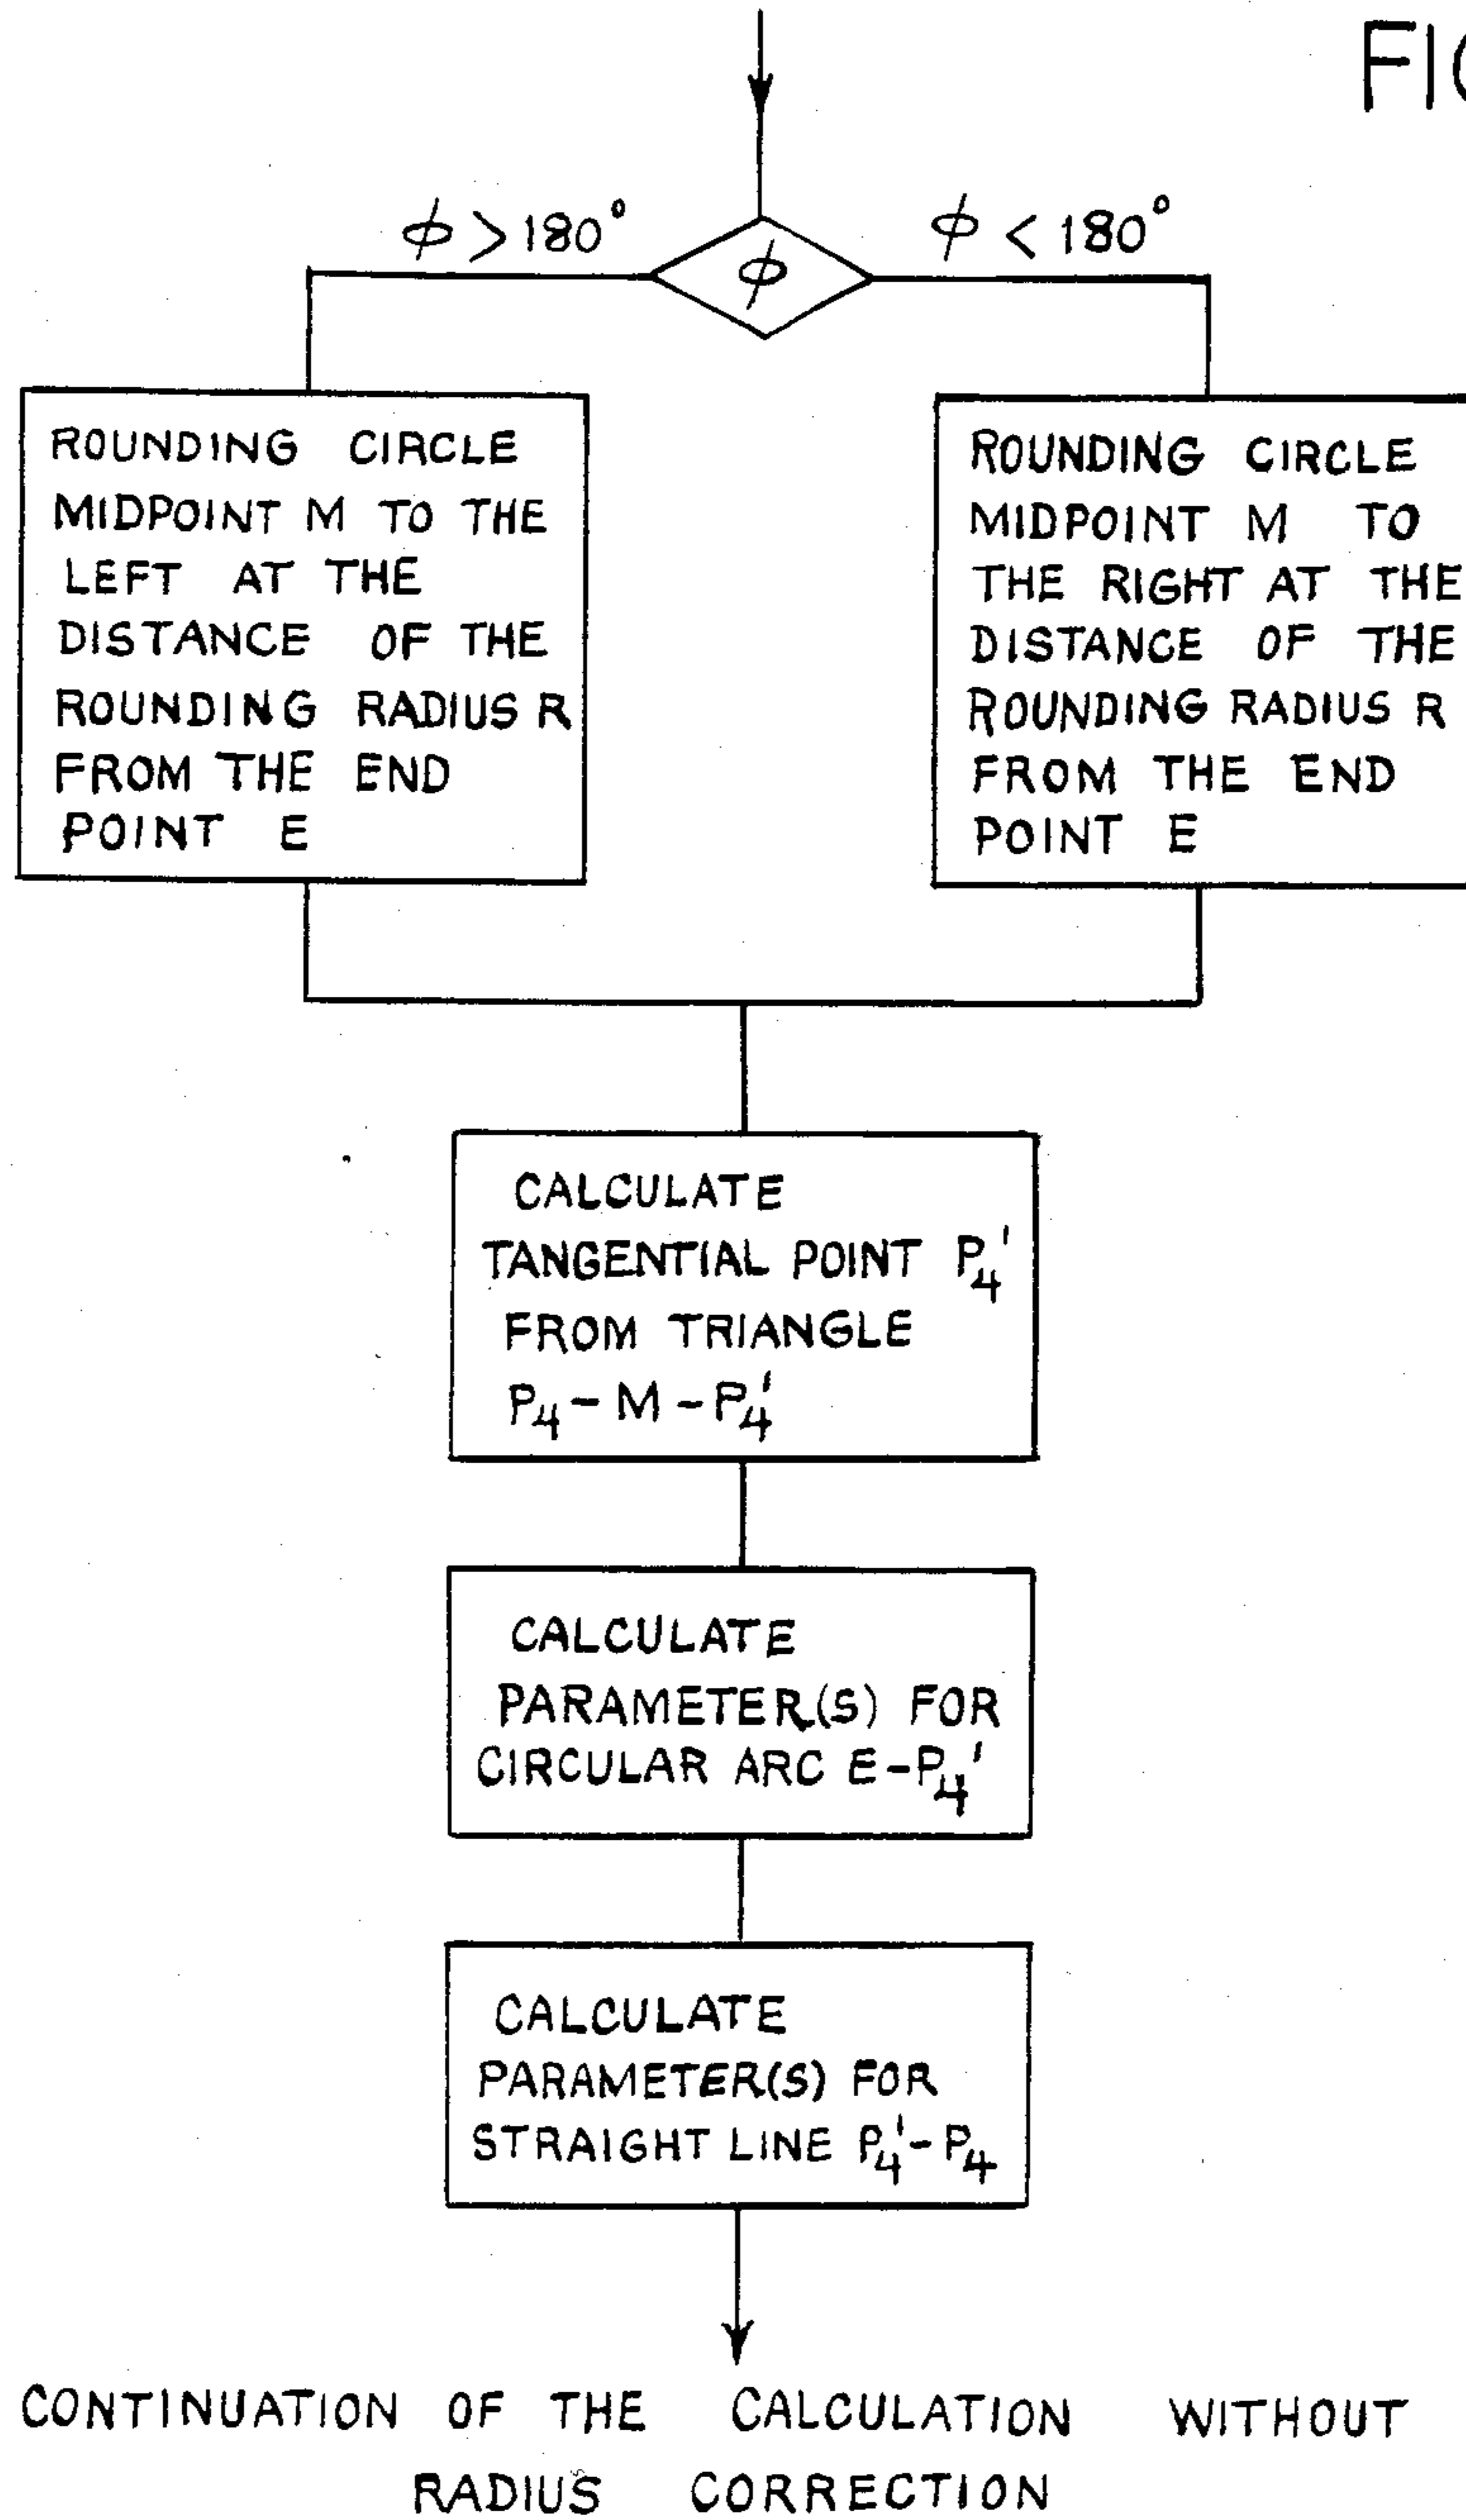 FIG
ϕ > 180°
ϕ < 180°
ϕ
ROUNDING CIRCLE
MIDPOINT M TO THE
LEFT AT THE
DISTANCE OF THE
ROUNDING RADIUS R
FROM THE END
POINT E
ROUNDING CIRCLE
MIDPOINT M TO
THE RIGHT AT THE
DISTANCE OF THE
ROUNDING RADIUS R
FROM THE END
POINT E
CALCULATE
TANGENTIAL POINT P₄'
FROM TRIANGLE
P₄ – M – P₄'
CALCULATE
PARAMETER(S) FOR
CIRCULAR ARC E–P₄'
CALCULATE
PARAMETER(S) FOR
STRAIGHT LINE P₄'– P₄
CONTINUATION OF THE CALCULATION WITHOUT
RADIUS CORRECTION